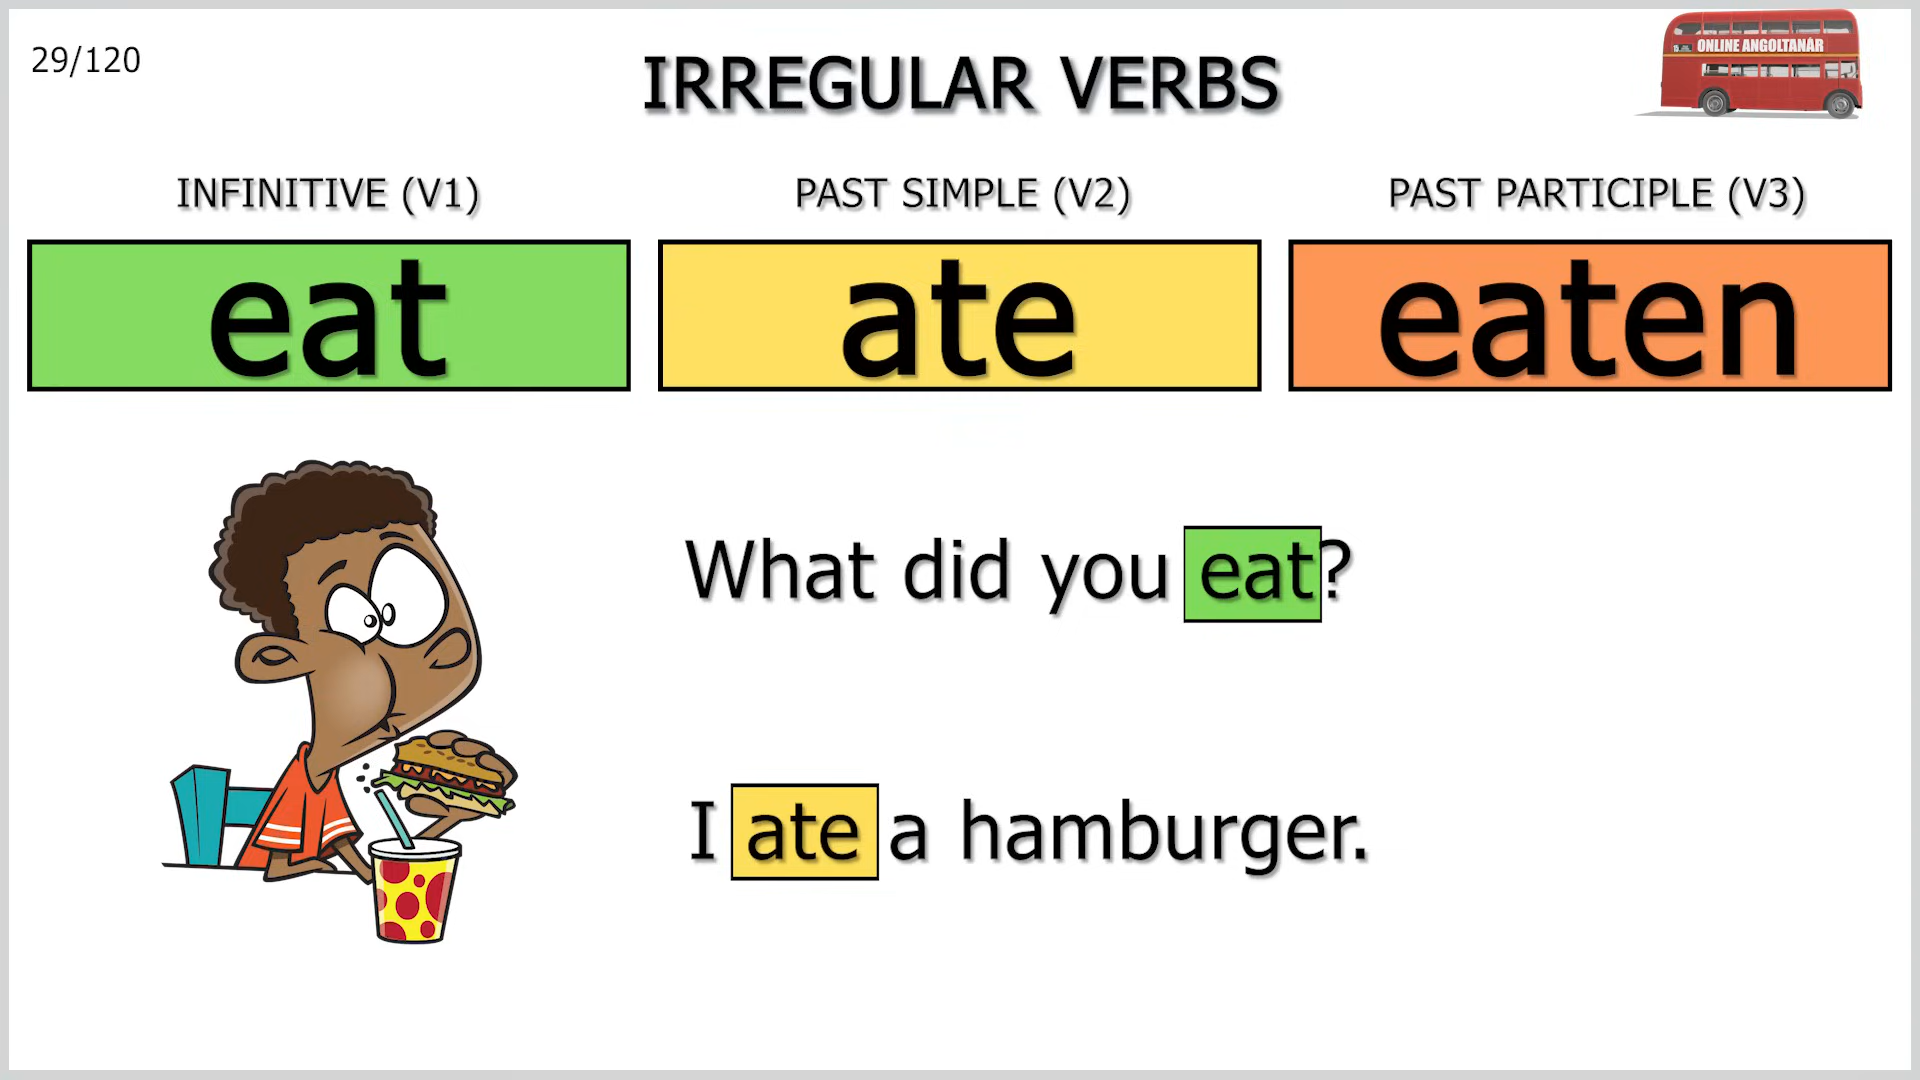 29/120
IRREGULAR VERBS
ONLINE ANGOLTANÁR
INFINITIVE (V1) PAST SIMPLE (V2) PAST PARTICIPLE (V3)
eat ate eaten
What did you eat?
I ate a hamburger.